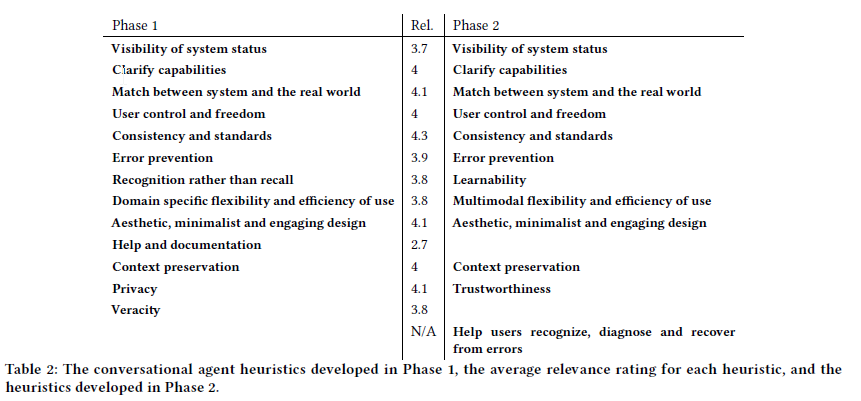 Phase 1 Rel. Phase 2
Visibility of system status 3.7 Visibility of system status
Clarify capabilities 4 Clarify capabilities
Match between system and the real world 4.1 Match between system and the real world
User control and freedom 4 User control and freedom
Consistency and standards 4.3 Consistency and standards
Error prevention 3.9 Error prevention
Recognition rather than recall 3.8 Learnability
Domain specific flexibility and efficiency of use 3.8 Multimodal flexibility and efficiency of use
Aesthetic, minimalist and engaging design 4.1 Aesthetic, minimalist and engaging design
Help and documentation 2.7
Context preservation 4 Context preservation
Privacy 4.1 Trustworthiness
Veracity 3.8
N/A Help users recognize, diagnose and recover
from errors
Table 2: The conversational agent heuristics developed in Phase 1, the average relevance rating for each heuristic, and the
heuristics developed in Phase 2.